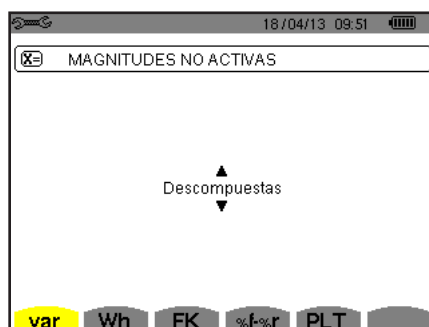 18/04/13 09:51
X= MAGNITUDES NO ACTIVAS
Descompuestas
var Wh FK %f-%r PLT